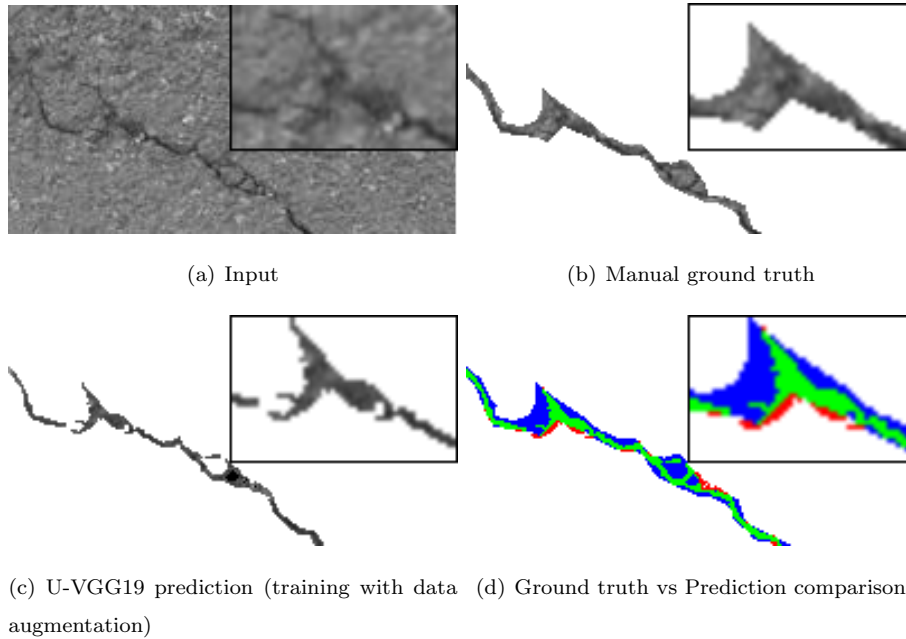 (a) Input
(b) Manual ground truth
(c) U-VGG19 prediction (training with data augmentation)
(d) Ground truth vs Prediction comparison